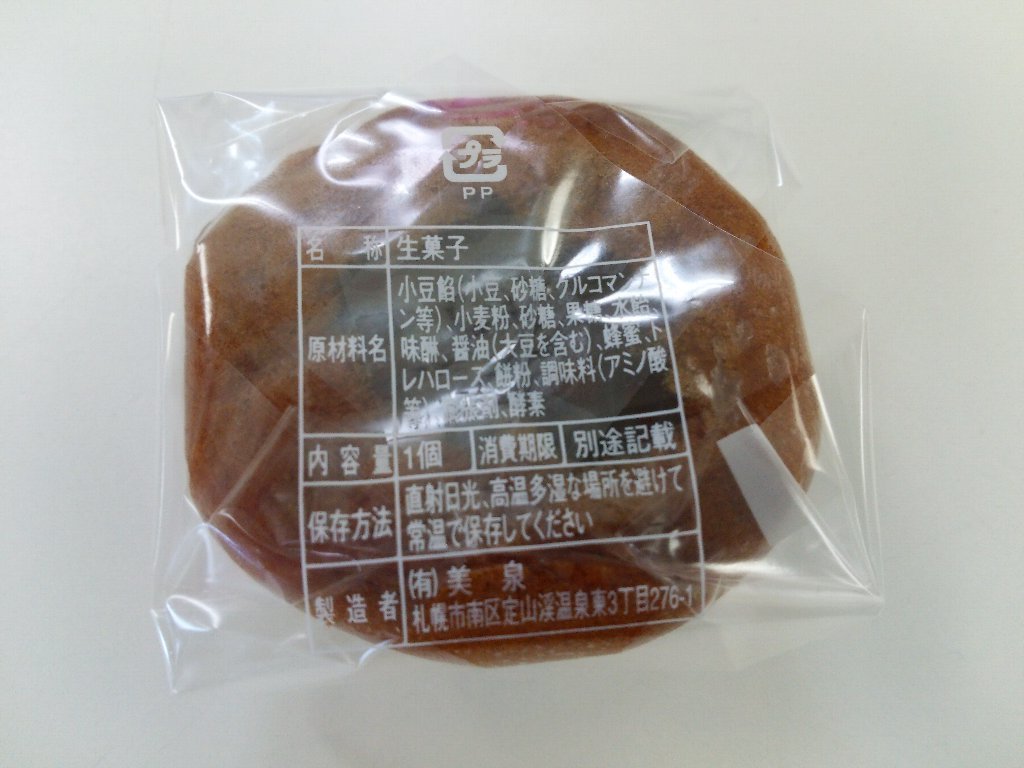 プラ
PP
名 称 生菓子
原材料名 小豆餡(小豆、砂糖、グルコマンナ
ン等)、小麦粉、砂糖、果糖、水飴、
味醂、醤油(大豆を含む)、蜂蜜、ト
レハロース、餅粉、調味料(アミノ酸
等)、膨張剤、酵素
内容量 1個 消費期限 別途記載
保存方法 直射日光、高温多湿な場所を避けて
常温で保存してください
製造者 (有)美 泉
札幌市南区定山渓温泉東3丁目276-1